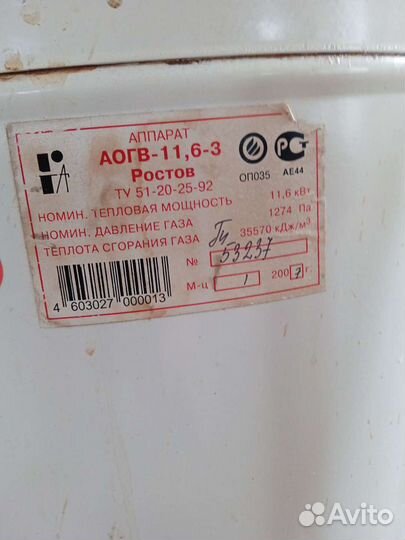 АППАРАТ
АОГВ-11,6-3
Ростов
ТУ 51-20-25-92
ОП035
АЕ44
НОМИН. ТЕПЛОВАЯ МОЩНОСТЬ 11,6 кВт
НОМИН. ДАВЛЕНИЕ ГАЗА 1274 Па
ТЕПЛОТА СГОРАНИЯ ГАЗА 35570 кДж/м³
№ 53237
М-ц 1 2007 г.
4 603027 000013
Avito